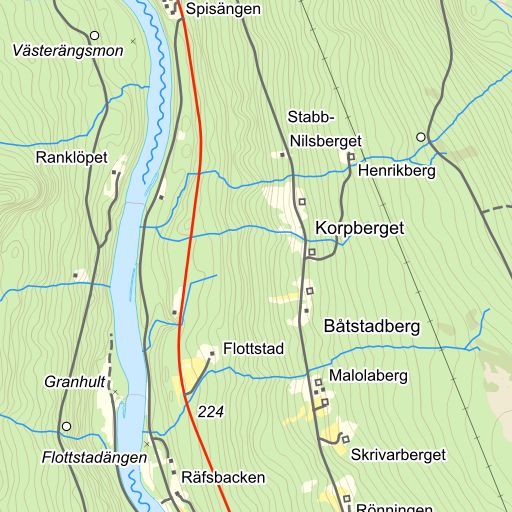 Spisängen
Västerängsmon
Stabb-
Nilsberget
Ranklöpet
Henrikberg
Korpberget
Båtstadberg
Flottstad
Malolaberg
Granhult
224
Flottstadängen
Skrivarberget
Räfsbacken
Rönningen